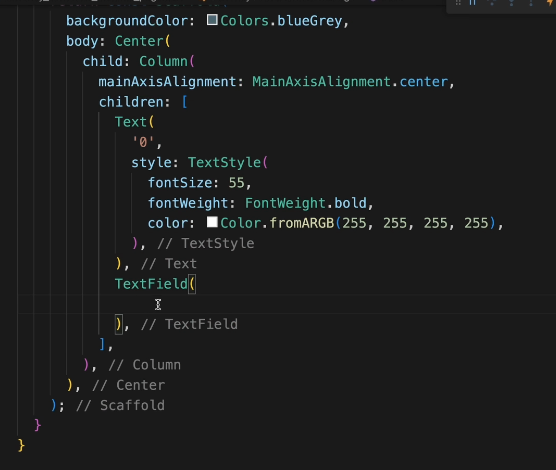 backgroundColor: Colors.blueGrey,
body: Center(
child: Column(
mainAxisAlignment: MainAxisAlignment.center,
children: [
Text(
'0',
style: TextStyle(
fontSize: 55,
fontWeight: FontWeight.bold,
color: Color.fromARGB(255, 255, 255, 255),
), // TextStyle
), // Text
TextField(
), // TextField
],
), // Column
), // Center
); // Scaffold
}
}